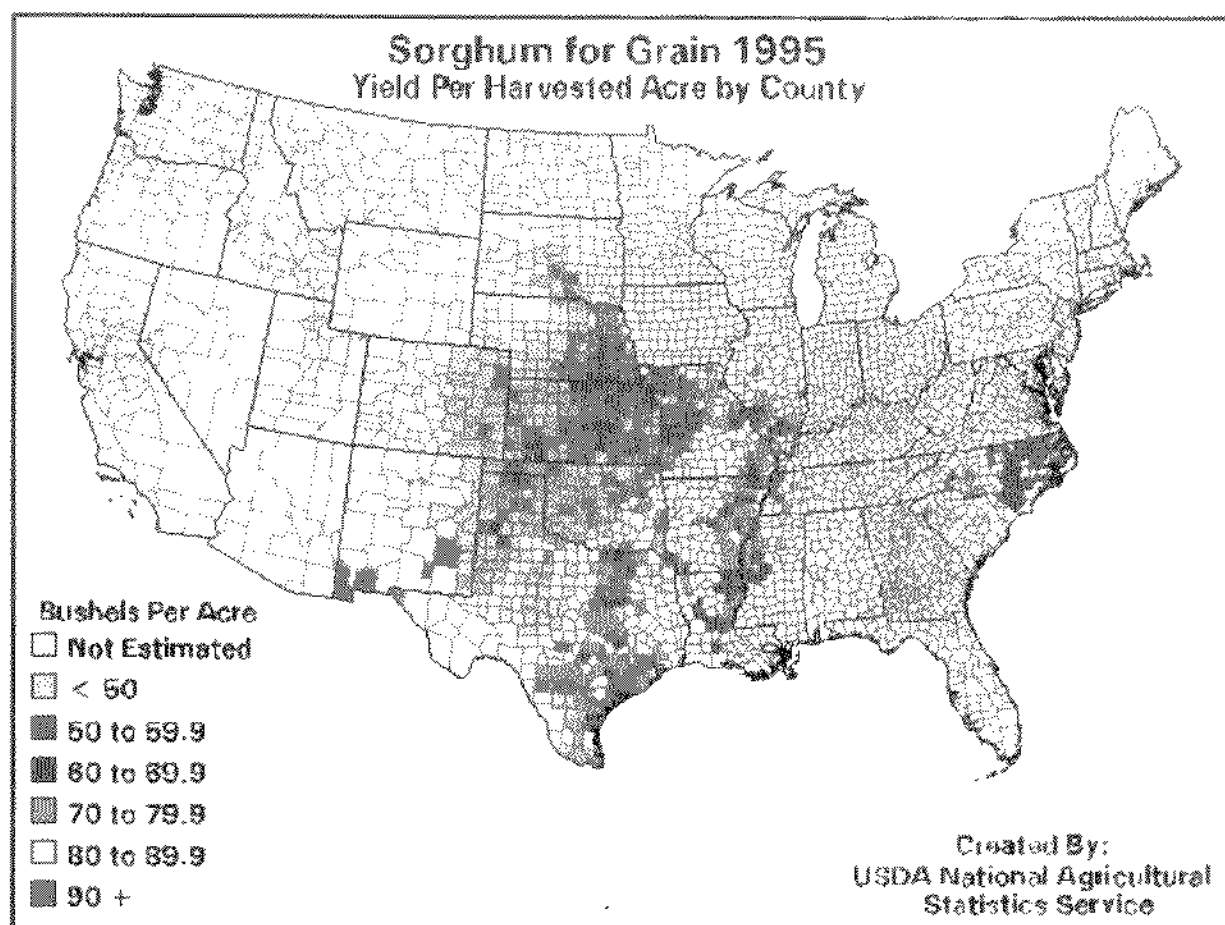 Sorghum for Grain 1995
Yield Per Harvested Acre by County
Bushels Per Acre
Not Estimated
< 50
50 to 59.9
60 to 69.9
70 to 79.9
80 to 89.9
90 +
Created By:
USDA National Agricultural
Statistics Service